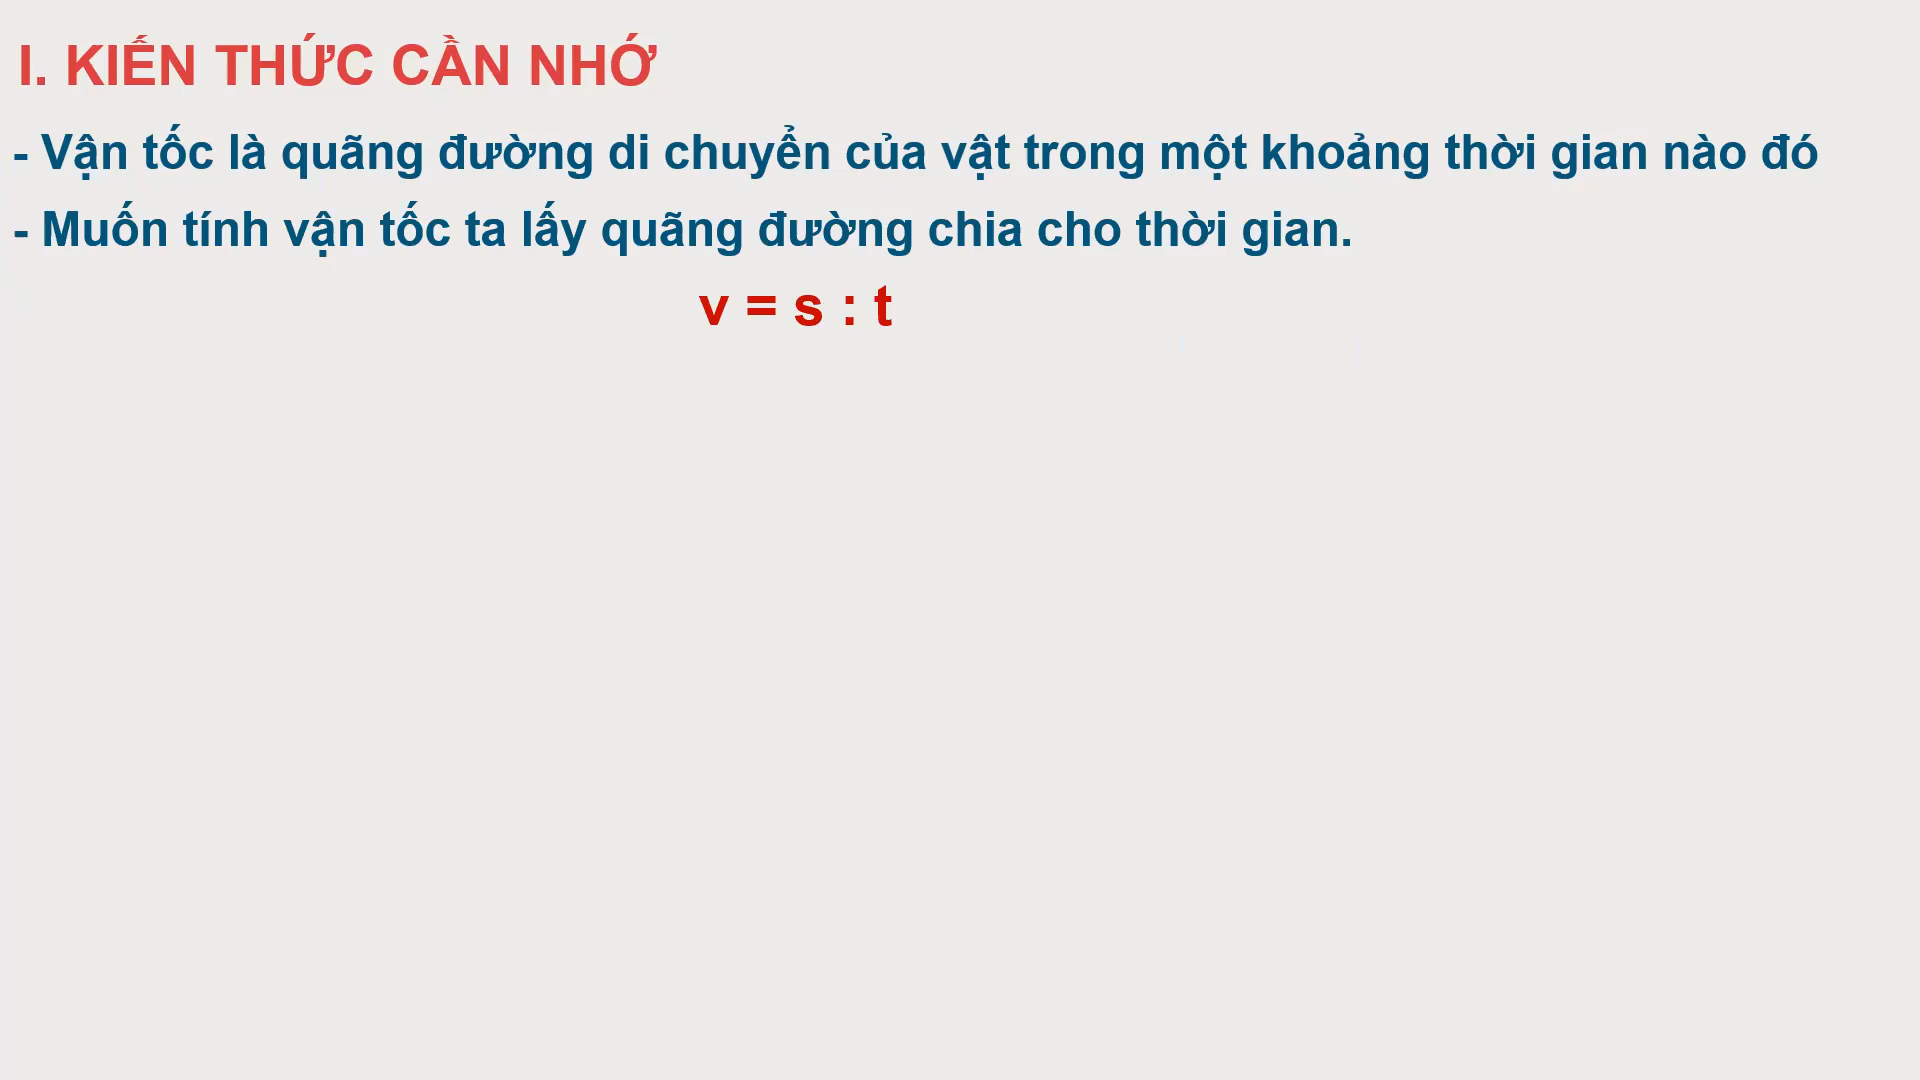 I. KIẾN THỨC CẦN NHỚ
- Vận tốc là quãng đường di chuyển của vật trong một khoảng thời gian nào đó
- Muốn tính vận tốc ta lấy quãng đường chia cho thời gian.
v = s : t